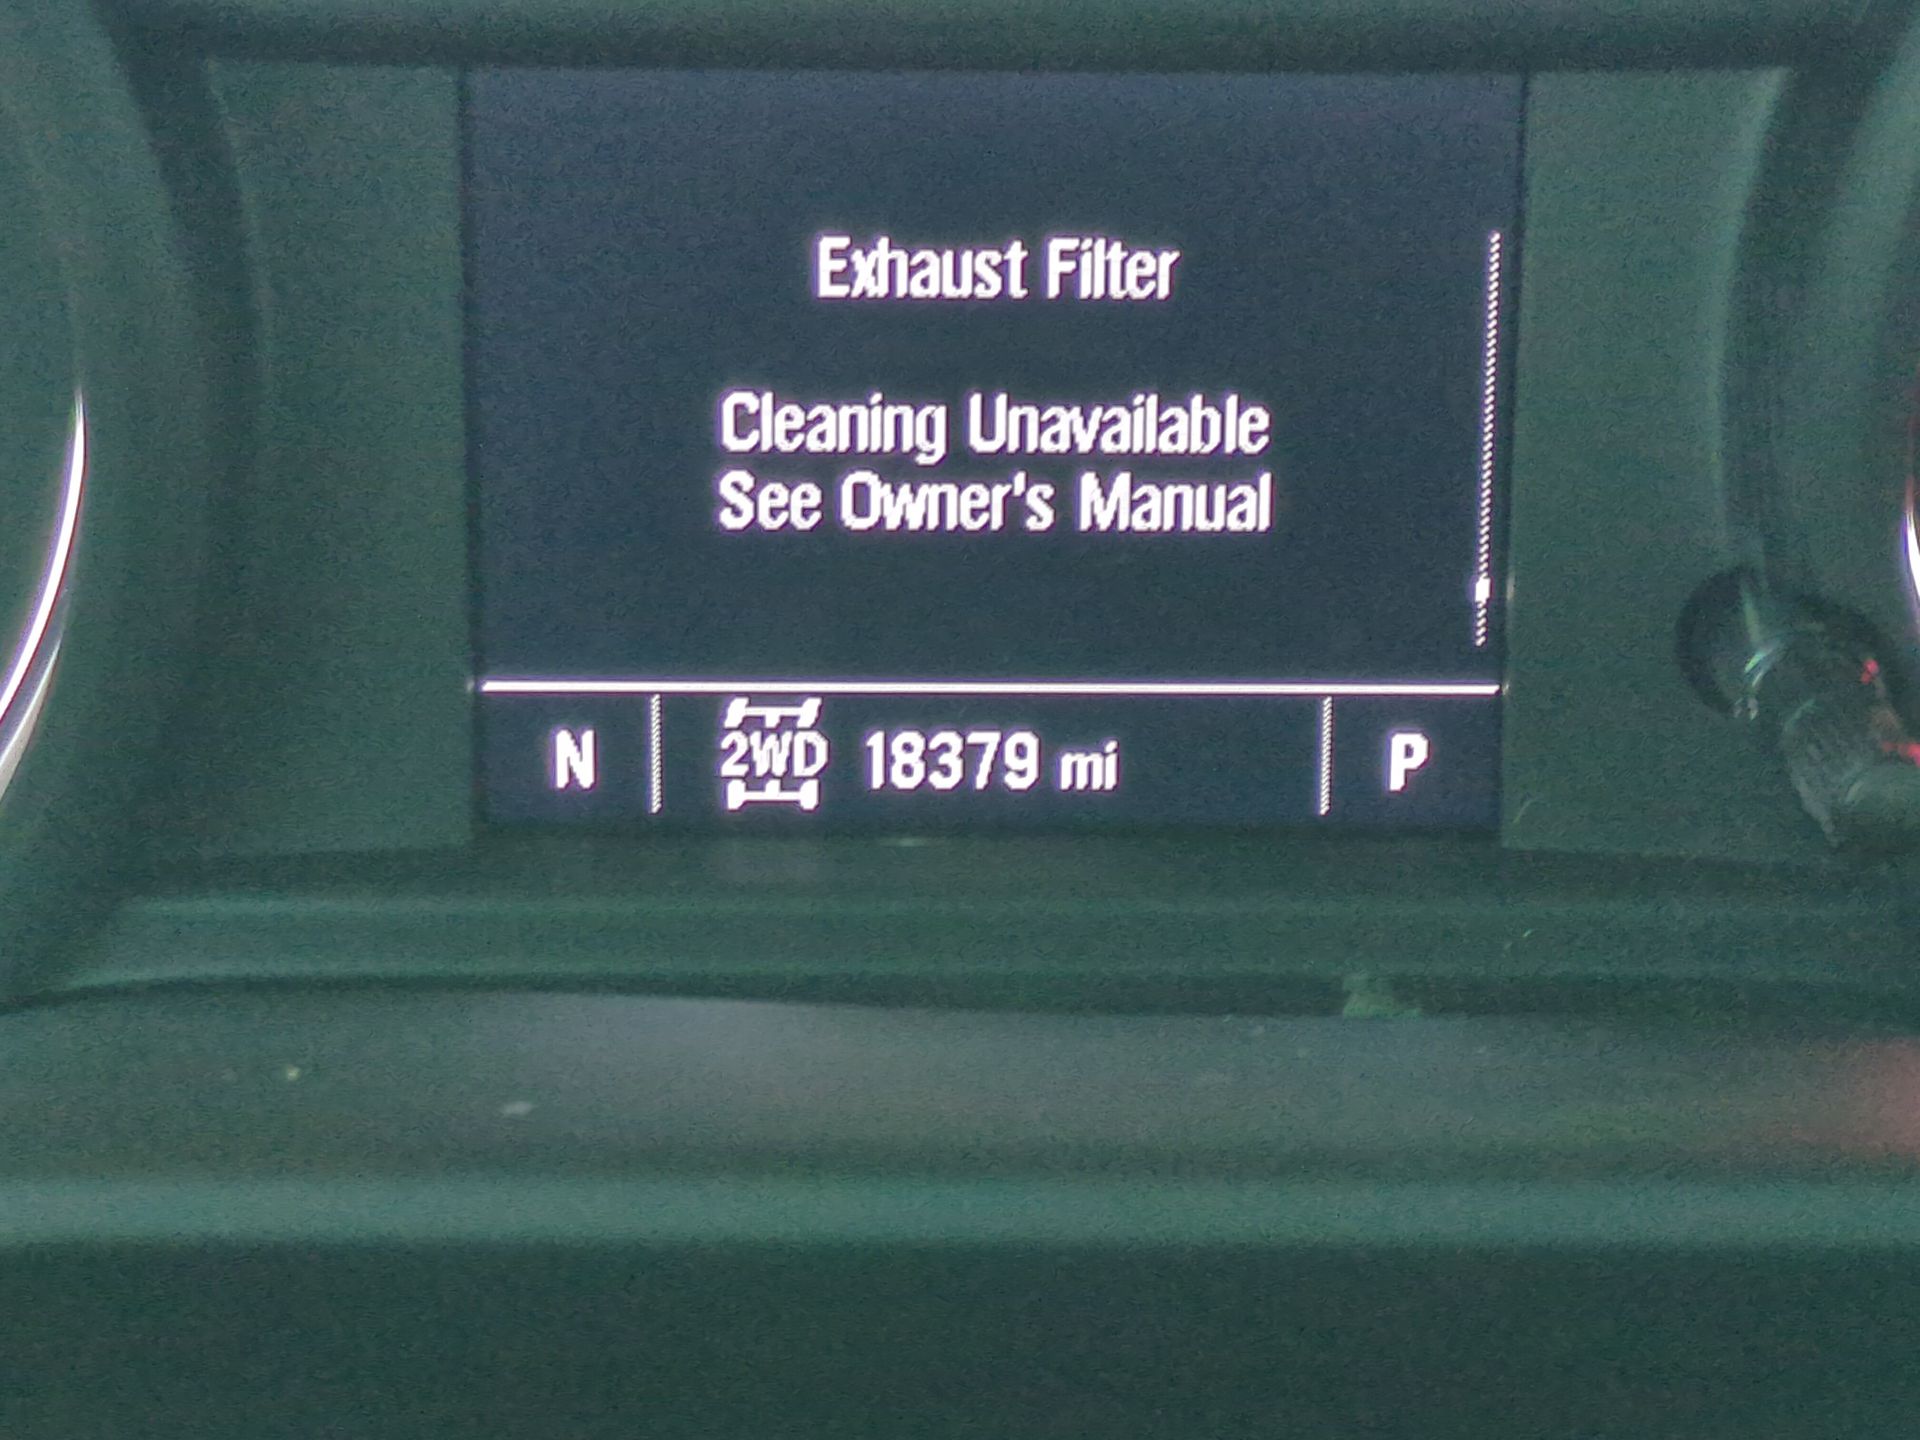 Exhaust Filter
Cleaning Unavailable
See Owner's Manual
N 2WD 18379 mi P